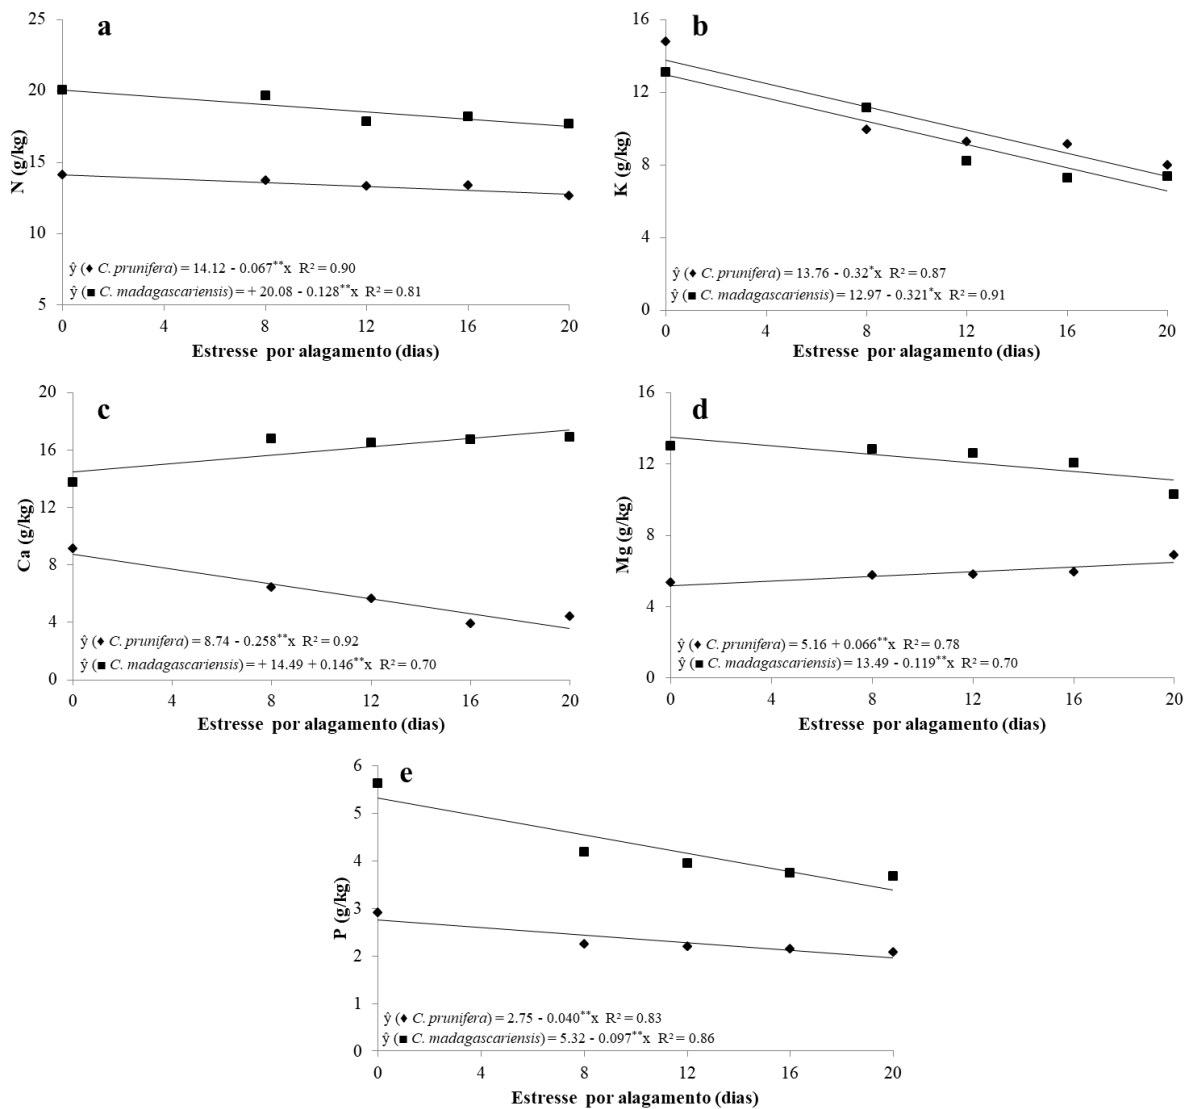 a
25
20
15
10
5
N (g/kg)
ŷ (♦ C. prunifera) = 14.12 - 0.067**x R² = 0.90
ŷ (■ C. madagascariensis) = + 20.08 - 0.128**x R² = 0.81
0 4 8 12 16 20
Estresse por alagamento (dias)
b
16
12
8
4
0
K (g/kg)
ŷ (♦ C. prunifera) = 13.76 - 0.32*x R² = 0.87
ŷ (■ C. madagascariensis) = 12.97 - 0.321*x R² = 0.91
0 4 8 12 16 20
Estresse por alagamento (dias)
c
20
16
12
8
4
0
Ca (g/kg)
ŷ (♦ C. prunifera) = 8.74 - 0.258**x R² = 0.92
ŷ (■ C. madagascariensis) = + 14.49 + 0.146**x R² = 0.70
0 4 8 12 16 20
Estresse por alagamento (dias)
d
16
12
8
4
0
Mg (g/kg)
ŷ (♦ C. prunifera) = 5.16 + 0.066**x R² = 0.78
ŷ (■ C. madagascariensis) = 13.49 - 0.119**x R² = 0.70
0 4 8 12 16 20
Estresse por alagamento (dias)
e
6
5
4
3
2
1
0
P (g/kg)
ŷ (♦ C. prunifera) = 2.75 - 0.040**x R² = 0.83
ŷ (■ C. madagascariensis) = 5.32 - 0.097**x R² = 0.86
0 4 8 12 16 20
Estresse por alagamento (dias)